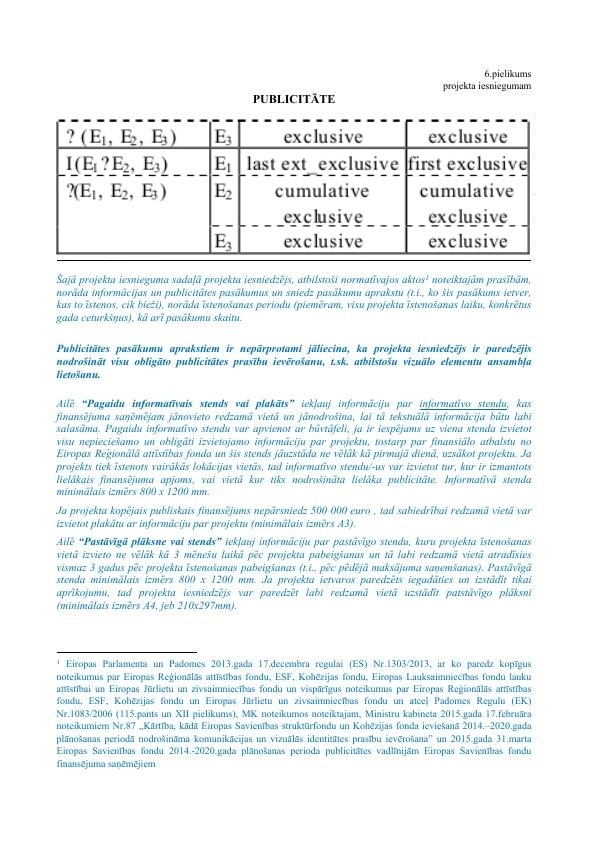 6.pielikums
projekta iesniegumam
PUBLICITĀTE
? (E₁, E₂, E₃) E₃ exclusive exclusive
I(E₁?E₂, E₃) E₁ last ext_exclusive first exclusive
?(E₁, E₂, E₃) E₂ cumulative cumulative
exclusive exclusive
E₃ exclusive exclusive
Šajā projekta iesnieguma sadaļā projekta iesniedzējs, atbilstoši normatīvajos aktos¹ noteiktajām prasībām,
norāda informācijas un publicitātes pasākumus un sniedz pasākumu aprakstu (t.i., ko šis pasākums ietver,
kas to īstenos, cik bieži), norāda īstenošanas periodu (piemēram, visu projekta īstenošanas laiku, konkrētus
gada ceturkšņus), kā arī pasākumu skaitu.
Publicitātes pasākumu aprakstiem ir nepārprotami jāliecina, ka projekta iesniedzējs ir paredzējis
nodrošināt visu obligāto publicitātes prasību ievērošanu, t.sk. atbilstošu vizuālo elementu ansambļa
lietošanu.
Ailē “Pagaidu informatīvais stends vai plakāts” iekļauj informāciju par informatīvo stendu, kas
finansējuma saņēmējam jānovieto redzamā vietā un jānodrošina, lai tā tekstuālā informācija būtu labi
salasāma. Pagaidu informatīvo stendu var apvienot ar būvtāfeli, ja ir iespējams uz viena stenda izvietot
visu nepieciešamo un obligāti izvietojamo informāciju par projektu, tostarp par finansiālo atbalstu no
Eiropas Reģionālā attīstības fonda un šis stends jāuzstāda ne vēlāk kā pirmajā dienā, uzsākot projektu. Ja
projekts tiek īstenots vairākās lokācijas vietās, tad informatīvo stendu/-us var izvietot tur, kur ir izmantots
lielākais finansējuma apjoms, vai vietā kur tiks nodrošināta lielāka publicitāte. Informatīvā stenda
minimālais izmērs 800 x 1200 mm.
Ja projekta kopējais publiskais finansējums nepārsniedz 500 000 euro , tad sabiedrībai redzamā vietā var
izvietot plakātu ar informāciju par projektu (minimālais izmērs A3).
Ailē “Pastāvīgā plāksne vai stends” iekļauj informāciju par pastāvīgo stendu, kuru projekta īstenošanas
vietā izvieto ne vēlāk kā 3 mēnešu laikā pēc projekta pabeigšanas un tā labi redzamā vietā atradīsies
vismaz 3 gadus pēc projekta īstenošanas pabeigšanas (t.i., pēc pēdējā maksājuma saņemšanas). Pastāvīgā
stenda minimālais izmērs 800 x 1200 mm. Ja projekta ietvaros paredzēts iegadāties un izstādīt tikai
aprīkojumu, tad projekta iesniedzējs var paredzēt labi redzamā vietā uzstādīt patstāvīgo plāksni
(minimālais izmērs A4, jeb 210x297mm).
¹ Eiropas Parlamenta un Padomes 2013.gada 17.decembra regulai (ES) Nr.1303/2013, ar ko paredz kopīgus
noteikumus par Eiropas Reģionālās attīstības fondu, ESF, Kohēzijas fondu, Eiropas Lauksaimniecības fondu lauku
attīstībai un Eiropas Jūrlietu un zivsaimniecības fondu un vispārīgus noteikumus par Eiropas Reģionālās attīstības
fondu, ESF, Kohēzijas fondu un Eiropas Jūrlietu un zivsaimniecības fondu un atceļ Padomes Regulu (EK)
Nr.1083/2006 (115.pants un XII pielikums), MK noteikumos noteiktajam, Ministru kabineta 2015.gada 17.februāra
noteikumiem Nr.87 „Kārtība, kādā Eiropas Savienības struktūrfondu un Kohēzijas fonda ieviešanā 2014.–2020.gada
plānošanas periodā nodrošināma komunikācijas un vizuālās identitātes prasību ievērošana” un 2015.gada 31.marta
Eiropas Savienības fondu 2014.-2020.gada plānošanas perioda publicitātes vadlīnijām Eiropas Savienības fondu
finansējuma saņēmējiem